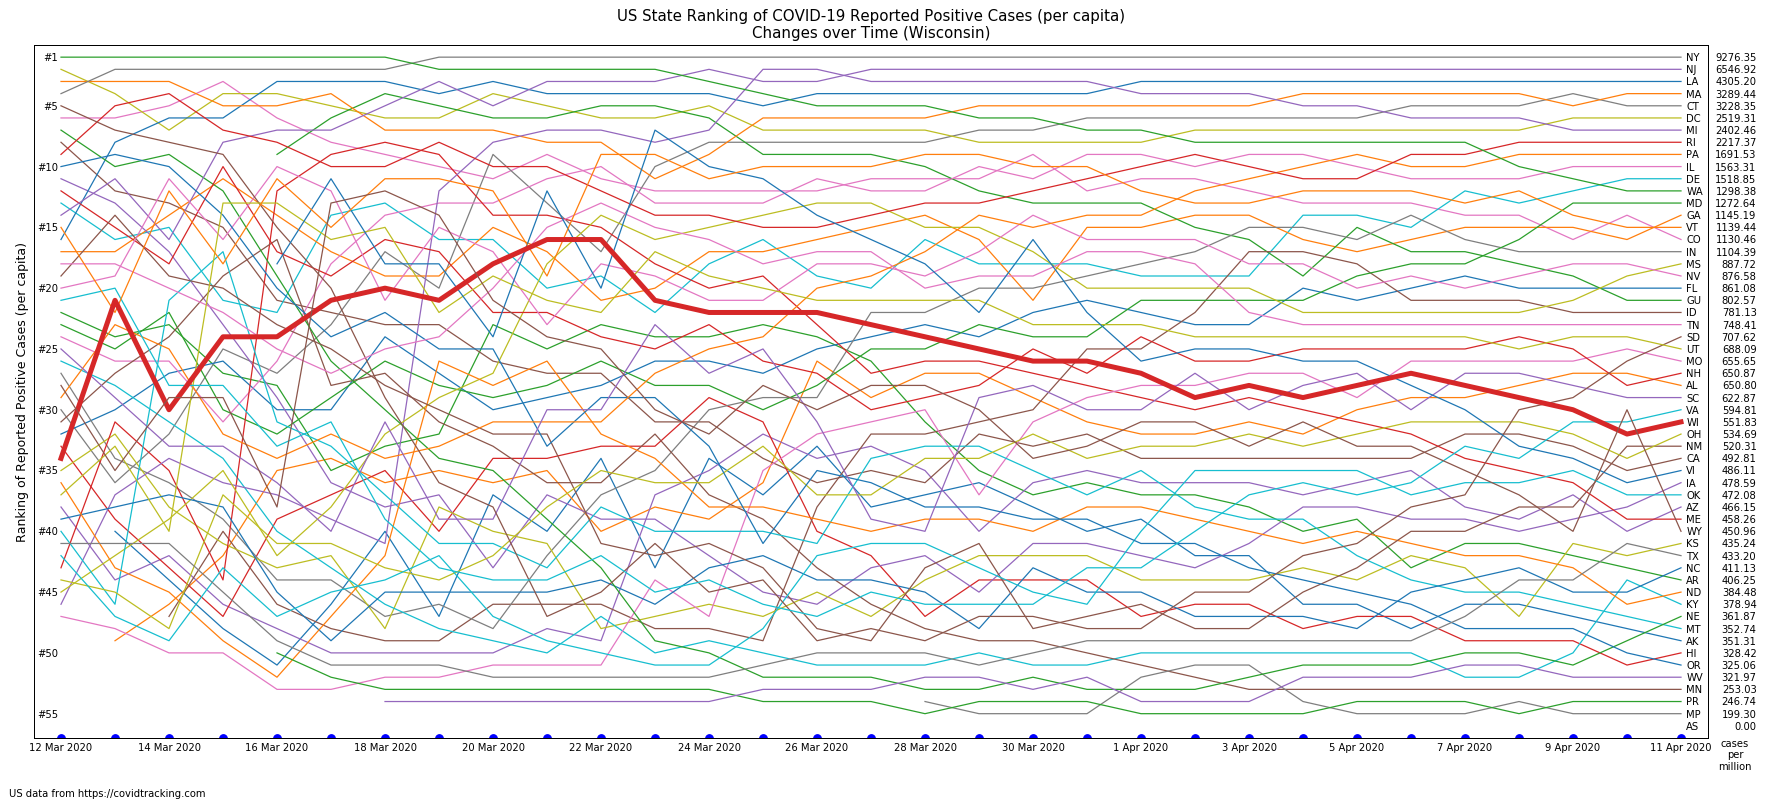 US State Ranking of COVID-19 Reported Positive Cases (per capita)
Changes over Time (Wisconsin)
Ranking of Reported Positive Cases (per capita)
#1
#5
#10
#15
#20
#25
#30
#35
#40
#45
#50
#55
NY 9276.35
NJ 6546.92
LA 4305.20
MA 3289.44
CT 3228.35
DC 2519.31
MI 2402.46
RI 2217.37
PA 1691.53
IL 1563.31
DE 1518.85
WA 1298.38
MD 1272.64
GA 1145.19
VT 1139.44
CO 1130.46
IN 1104.39
MS 887.72
NV 876.58
FL 861.08
GU 802.57
ID 781.13
TN 748.41
SD 707.62
UT 688.09
MO 655.65
NH 650.87
AL 650.80
SC 622.87
VA 594.81
WI 551.83
OH 534.69
NM 520.31
CA 492.81
VI 486.11
IA 478.59
OK 472.08
AZ 466.15
ME 458.26
WY 450.96
KS 435.24
TX 433.20
NC 411.13
AR 406.25
ND 384.48
KY 378.94
NE 361.87
MT 352.74
AK 351.31
HI 328.42
OR 325.06
WV 321.97
MN 253.03
PR 246.74
MP 199.30
AS 0.00
12 Mar 2020 14 Mar 2020 16 Mar 2020 18 Mar 2020 20 Mar 2020 22 Mar 2020 24 Mar 2020 26 Mar 2020 28 Mar 2020 30 Mar 2020 1 Apr 2020 3 Apr 2020 5 Apr 2020 7 Apr 2020 9 Apr 2020 11 Apr 2020
cases
per
million
US data from https://covidtracking.com